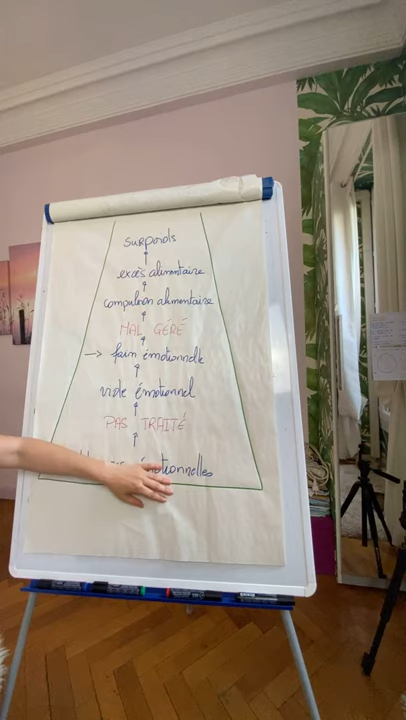 surpoids
excès alimentaire
compulsion alimentaire
MAL GÉRÉ
faim émotionnelle
vide émotionnel
PAS TRAITÉ
émotionnelles